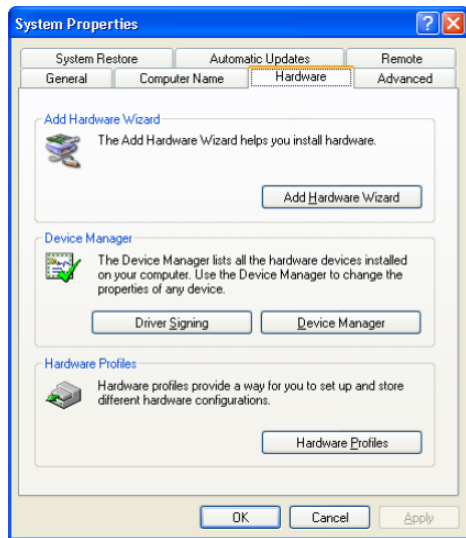 System Properties
System Restore Automatic Updates Remote
General Computer Name Hardware Advanced
Add Hardware Wizard
The Add Hardware Wizard helps you install hardware.
Add Hardware Wizard
Device Manager
The Device Manager lists all the hardware devices installed
on your computer. Use the Device Manager to change the
properties of any device.
Driver Signing Device Manager
Hardware Profiles
Hardware profiles provide a way for you to set up and store
different hardware configurations.
Hardware Profiles
OK Cancel Apply